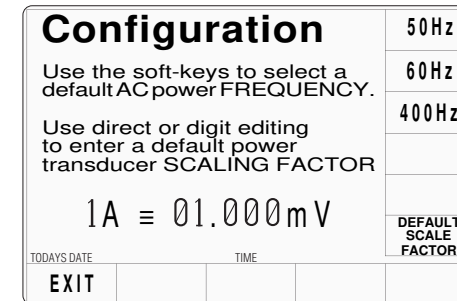 Configuration
Use the soft-keys to select a
default AC power FREQUENCY.
Use direct or digit editing
to enter a default power
transducer SCALING FACTOR
1A ≡ 01.000mV
TODAYS DATE
TIME
EXIT
50Hz
60Hz
400Hz
DEFAULT
SCALE
FACTOR